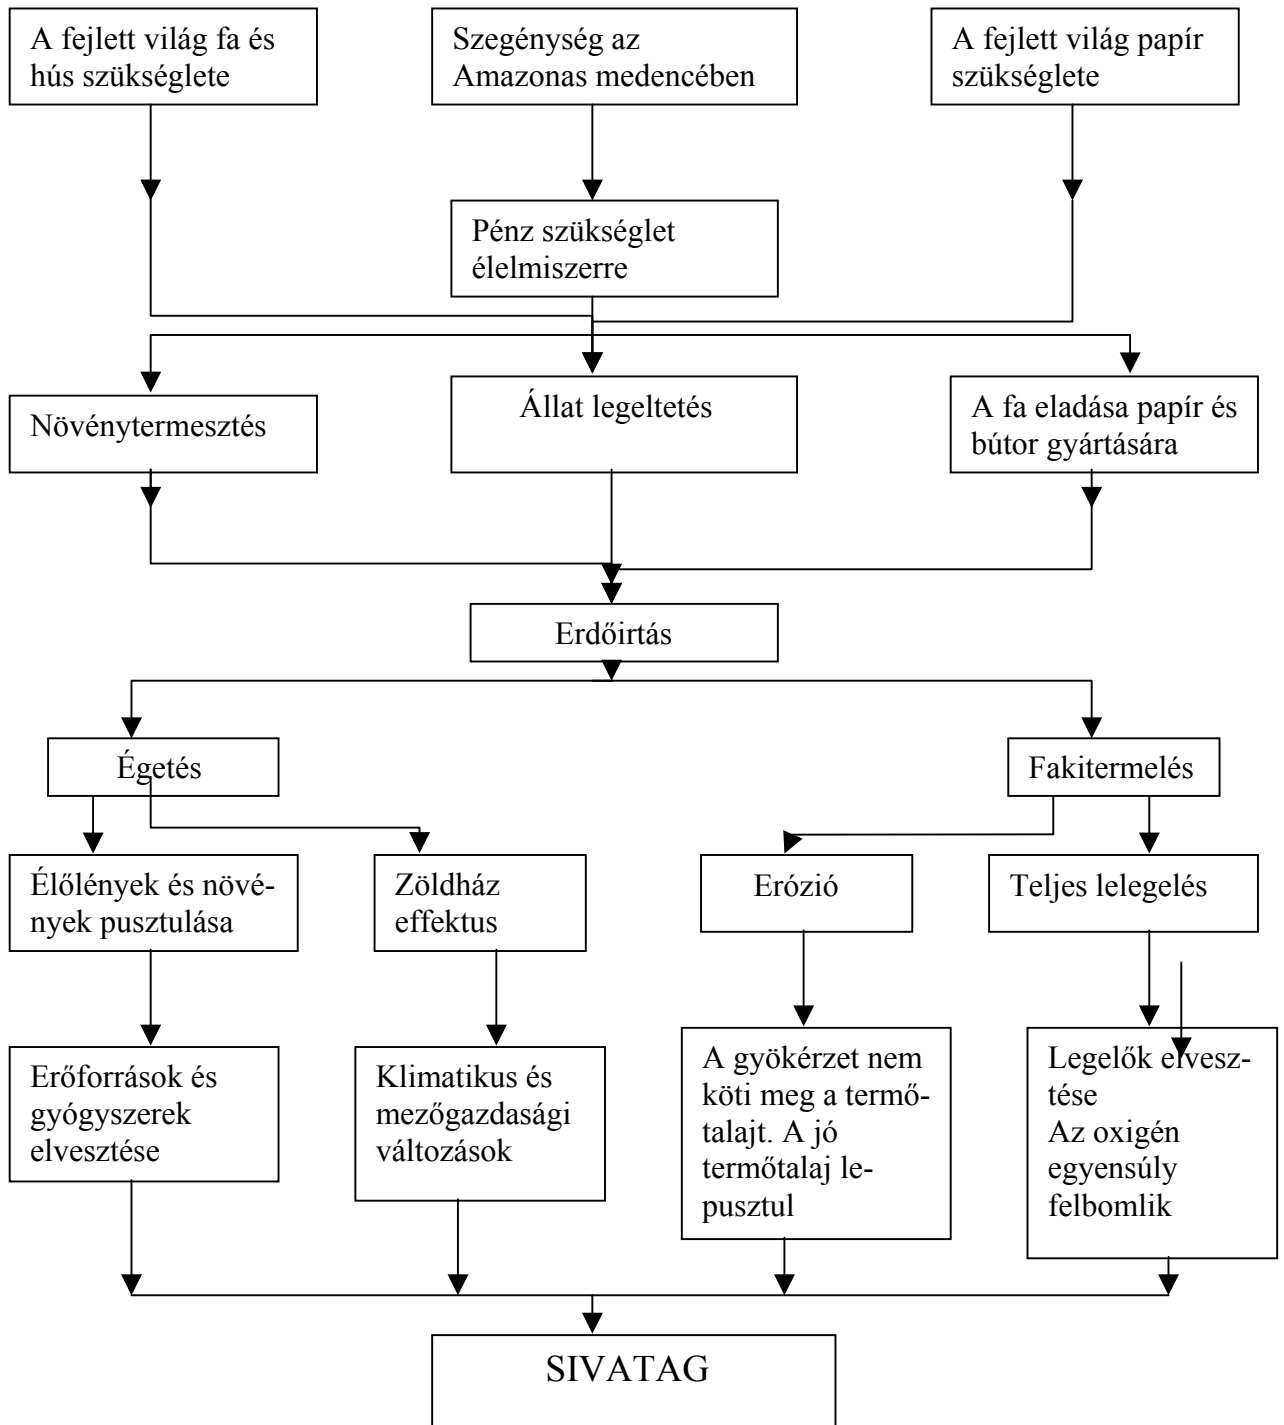 A fejlett világ fa és
hús szükséglete
Szegénység az
Amazonas medencében
A fejlett világ papír
szükséglete
Pénz szükséglet
élelmiszerre
Növénytermesztés
Állat legeltetés
A fa eladása papír és
bútor gyártására
Erdőirtás
Égetés
Fakitermelés
Élőlények és növé-
nyek pusztulása
Zöldház
effektus
Erózió
Teljes lelegelés
Erőforrások és
gyógyszerek
elvesztése
Klimatikus és
mezőgazdasági
változások
A gyökérzet nem
köti meg a termő-
talajt. A jó
termőtalaj le-
pusztul
Legelők elvesz-
tése
Az oxigén
egyensúly
felbomlik
SIVATAG